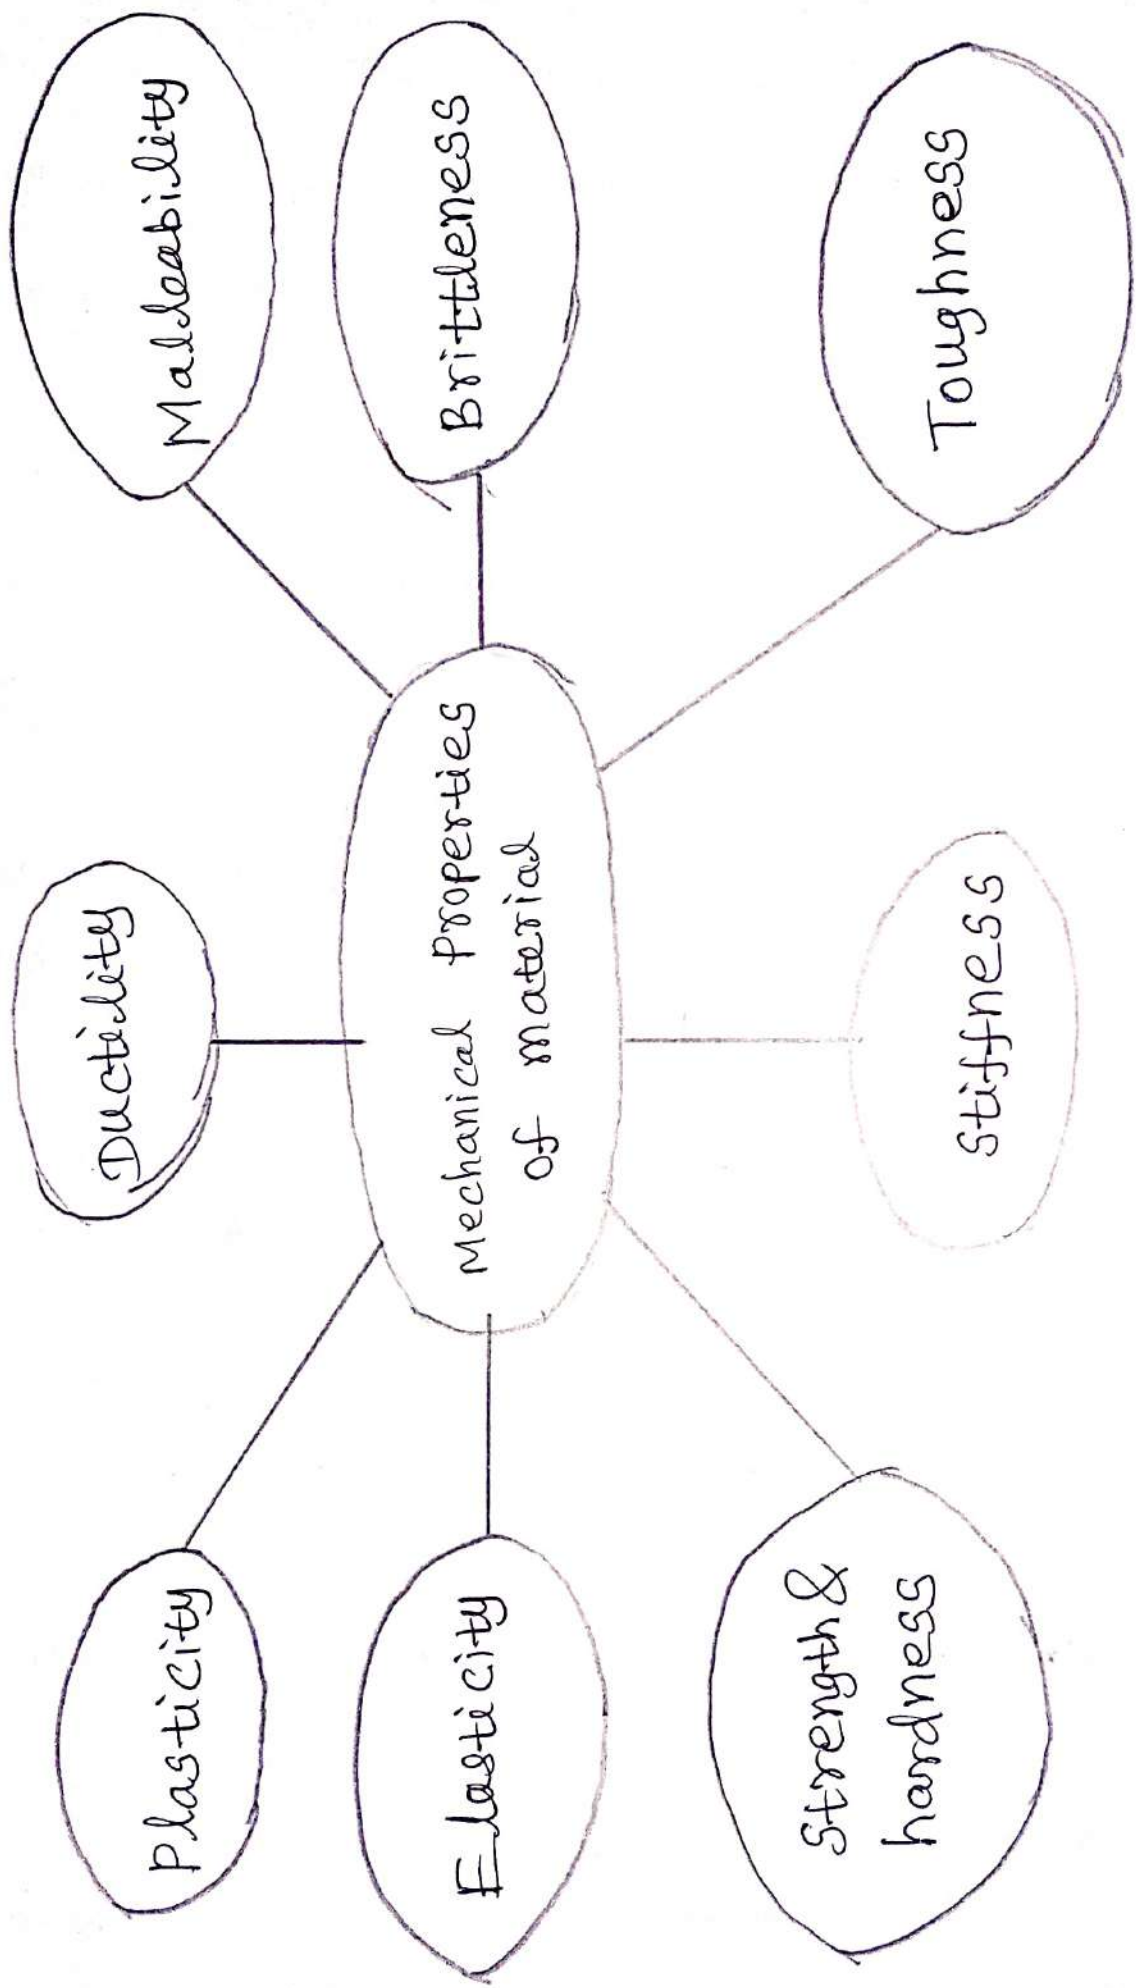 Plasticity
Ductility
Malleability
Elasticity
Mechanical Properties
of material
Brittleness
Strength &
hardness
Stiffness
Toughness